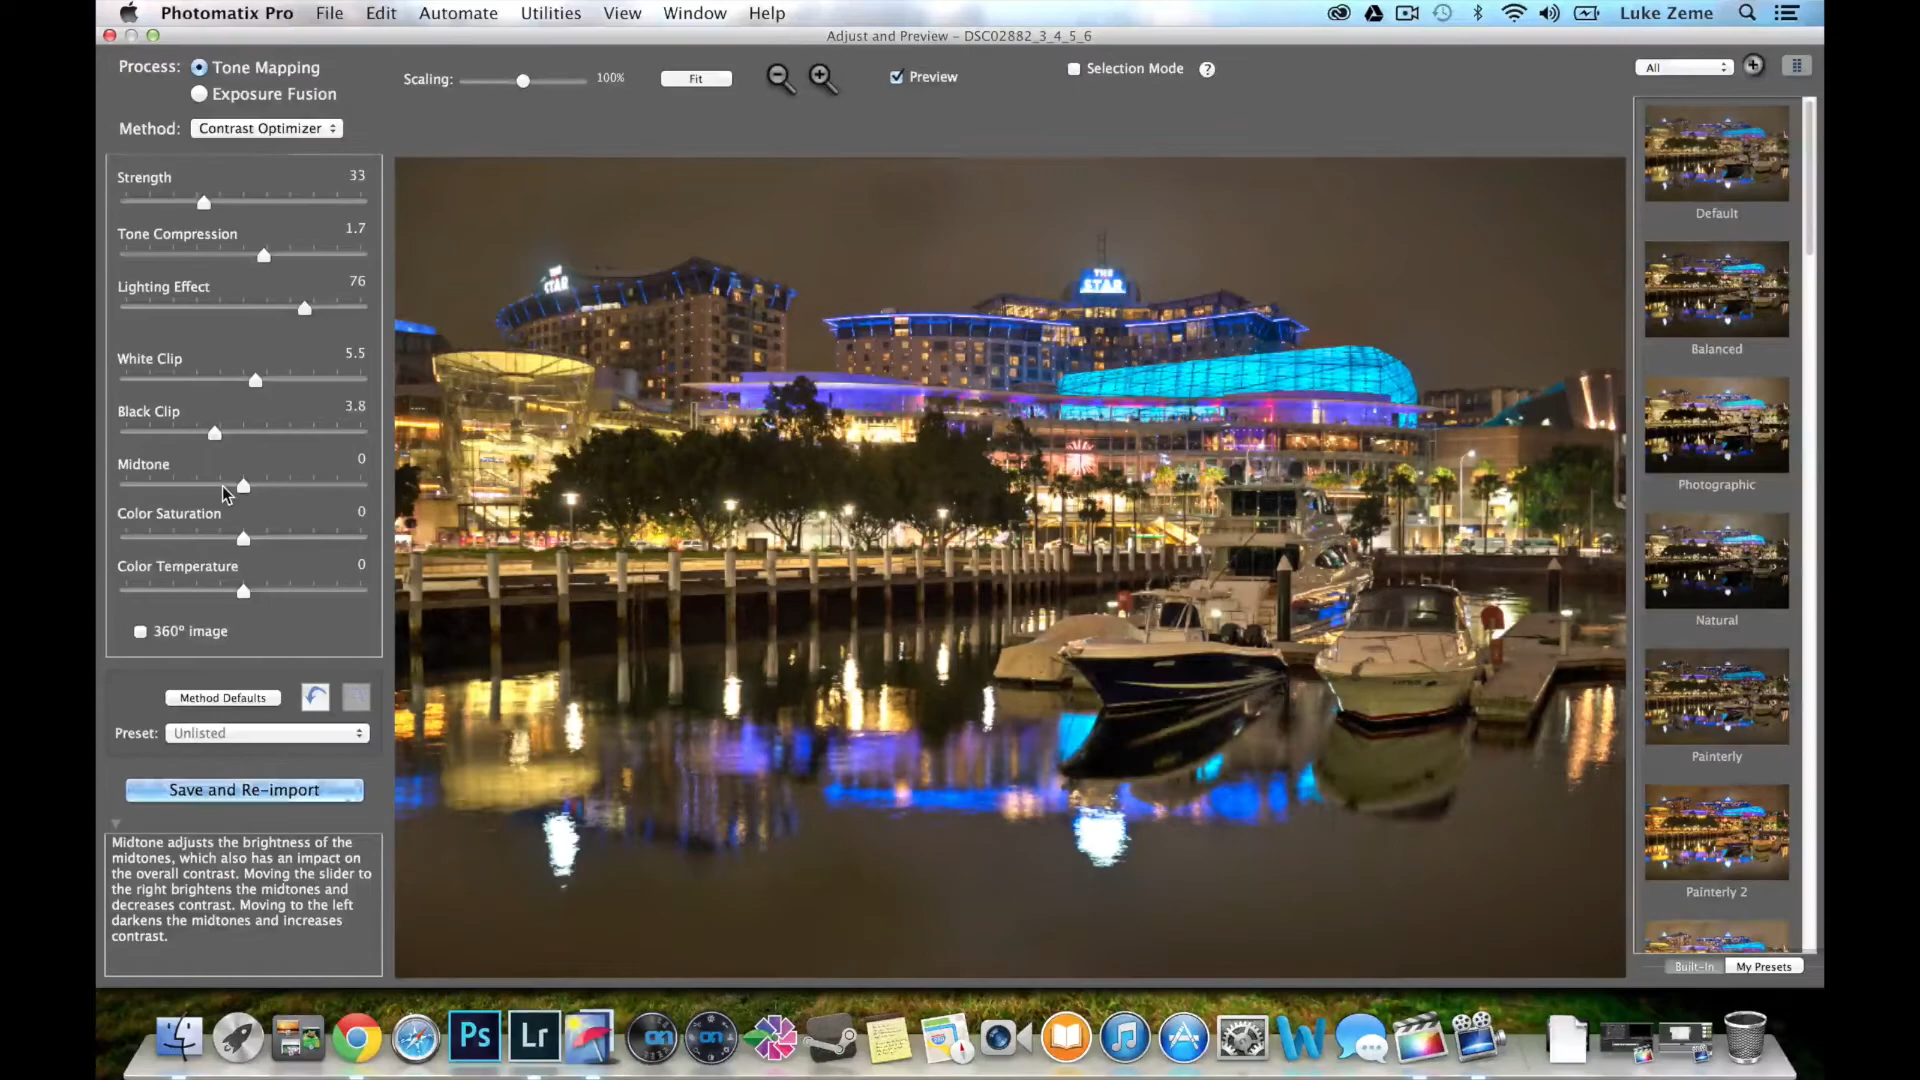 Photomatix Pro File Edit Automate Utilities View Window Help Luke Zeme
Adjust and Preview – DSC02882_3_4_5_6
Process: Tone Mapping
Exposure Fusion
Scaling: 100% Fit Preview Selection Mode ? All
Method: Contrast Optimizer
Strength 33
Tone Compression 1.7
Lighting Effect 76
White Clip 5.5
Black Clip 3.8
Midtone 0
Color Saturation 0
Color Temperature 0
360° image
Method Defaults
Preset: Unlisted
Save and Re-import
Midtone adjusts the brightness of the
midtones, which also has an impact on
the overall contrast. Moving the slider to
the right brightens the midtones and
decreases contrast. Moving to the left
darkens the midtones and increases
contrast.
THE
STAR
THE
STAR
Default
Balanced
Photographic
Natural
Painterly
Painterly 2
Built-In My Presets
Ps Lr on on W